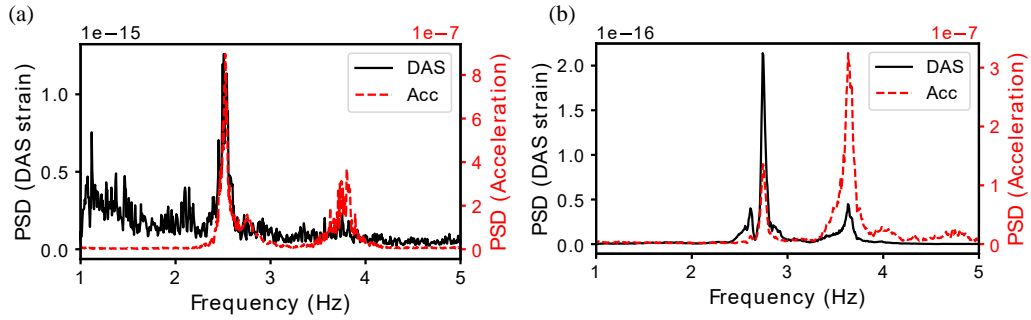 (a)
1e−15
1e−7
PSD (DAS strain)
1.0
0.5
0.0
DAS
Acc
8
6
4
2
0
PSD (Acceleration)
1
2
3
4
5
Frequency (Hz)
(b)
1e−16
1e−7
PSD (DAS strain)
2.0
1.5
1.0
0.5
0.0
DAS
Acc
3
2
1
0
PSD (Acceleration)
1
2
3
4
5
Frequency (Hz)